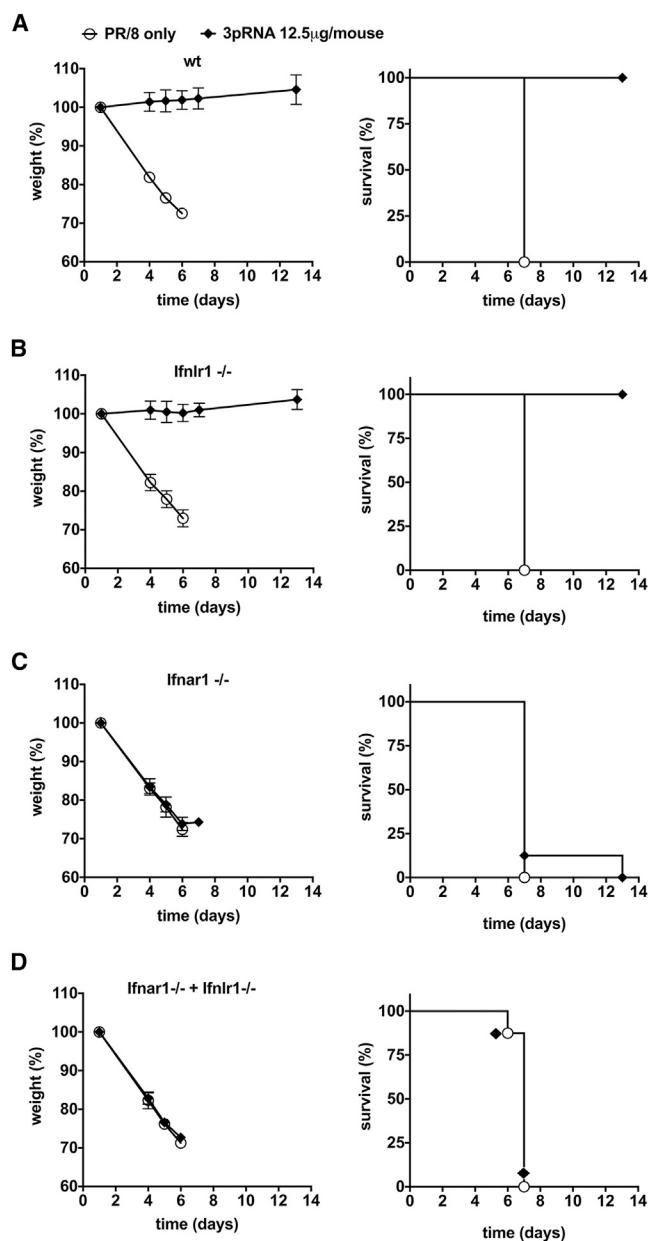 A
PR/8 only 3pRNA 12.5µg/mouse
wt
110
100
90
80
70
60
0 2 4 6 8 10 12 14
weight (%)
time (days)
100
75
50
25
0
0 2 4 6 8 10 12 14
survival (%)
time (days)
B
Ifnlr1 -/-
110
100
90
80
70
60
0 2 4 6 8 10 12 14
weight (%)
time (days)
100
75
50
25
0
0 2 4 6 8 10 12 14
survival (%)
time (days)
C
Ifnar1 -/-
110
100
90
80
70
60
0 2 4 6 8 10 12 14
weight (%)
time (days)
100
75
50
25
0
0 2 4 6 8 10 12 14
survival (%)
time (days)
D
Ifnar1-/- + Ifnlr1-/-
110
100
90
80
70
60
0 2 4 6 8 10 12 14
weight (%)
time (days)
100
75
50
25
0
0 2 4 6 8 10 12 14
survival (%)
time (days)